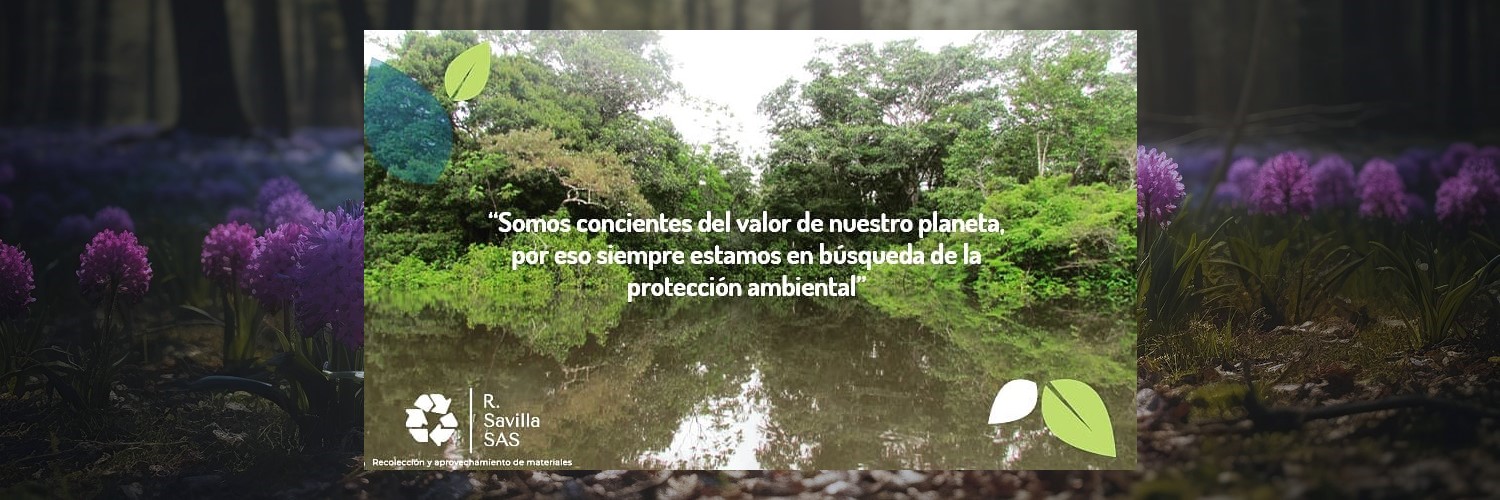 “Somos concientes del valor de nuestro planeta,
por eso siempre estamos en búsqueda de la
protección ambiental”
R.
Savilla
SAS
Recolección y aprovechamiento de materiales